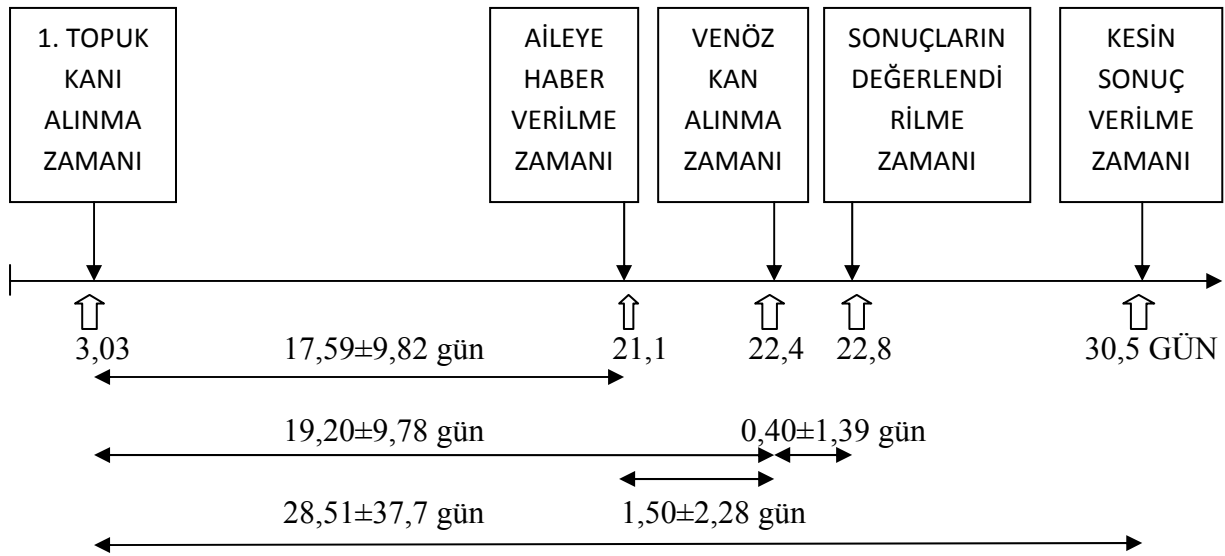 1. TOPUK
KANI
ALINMA
ZAMANI
AİLEYE
HABER
VERİLME
ZAMANI
VENÖZ
KAN
ALINMA
ZAMANI
SONUÇLARIN
DEĞERLENDİ
RİLME
ZAMANI
KESİN
SONUÇ
VERİLME
ZAMANI
3,03 17,59±9,82 gün 21,1 22,4 22,8 30,5 GÜN
19,20±9,78 gün 0,40±1,39 gün
28,51±37,7 gün 1,50±2,28 gün